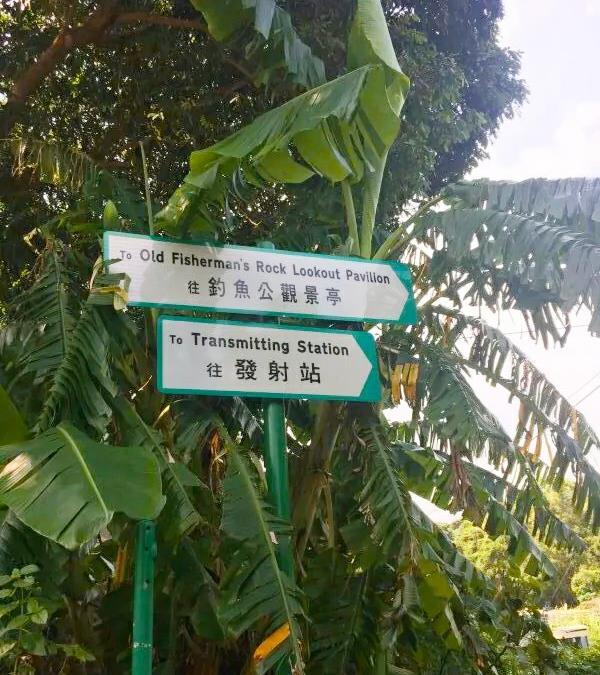 To Old Fisherman's Rock Lookout Pavilion
往 釣魚公觀景亭
To Transmitting Station
往 發射站